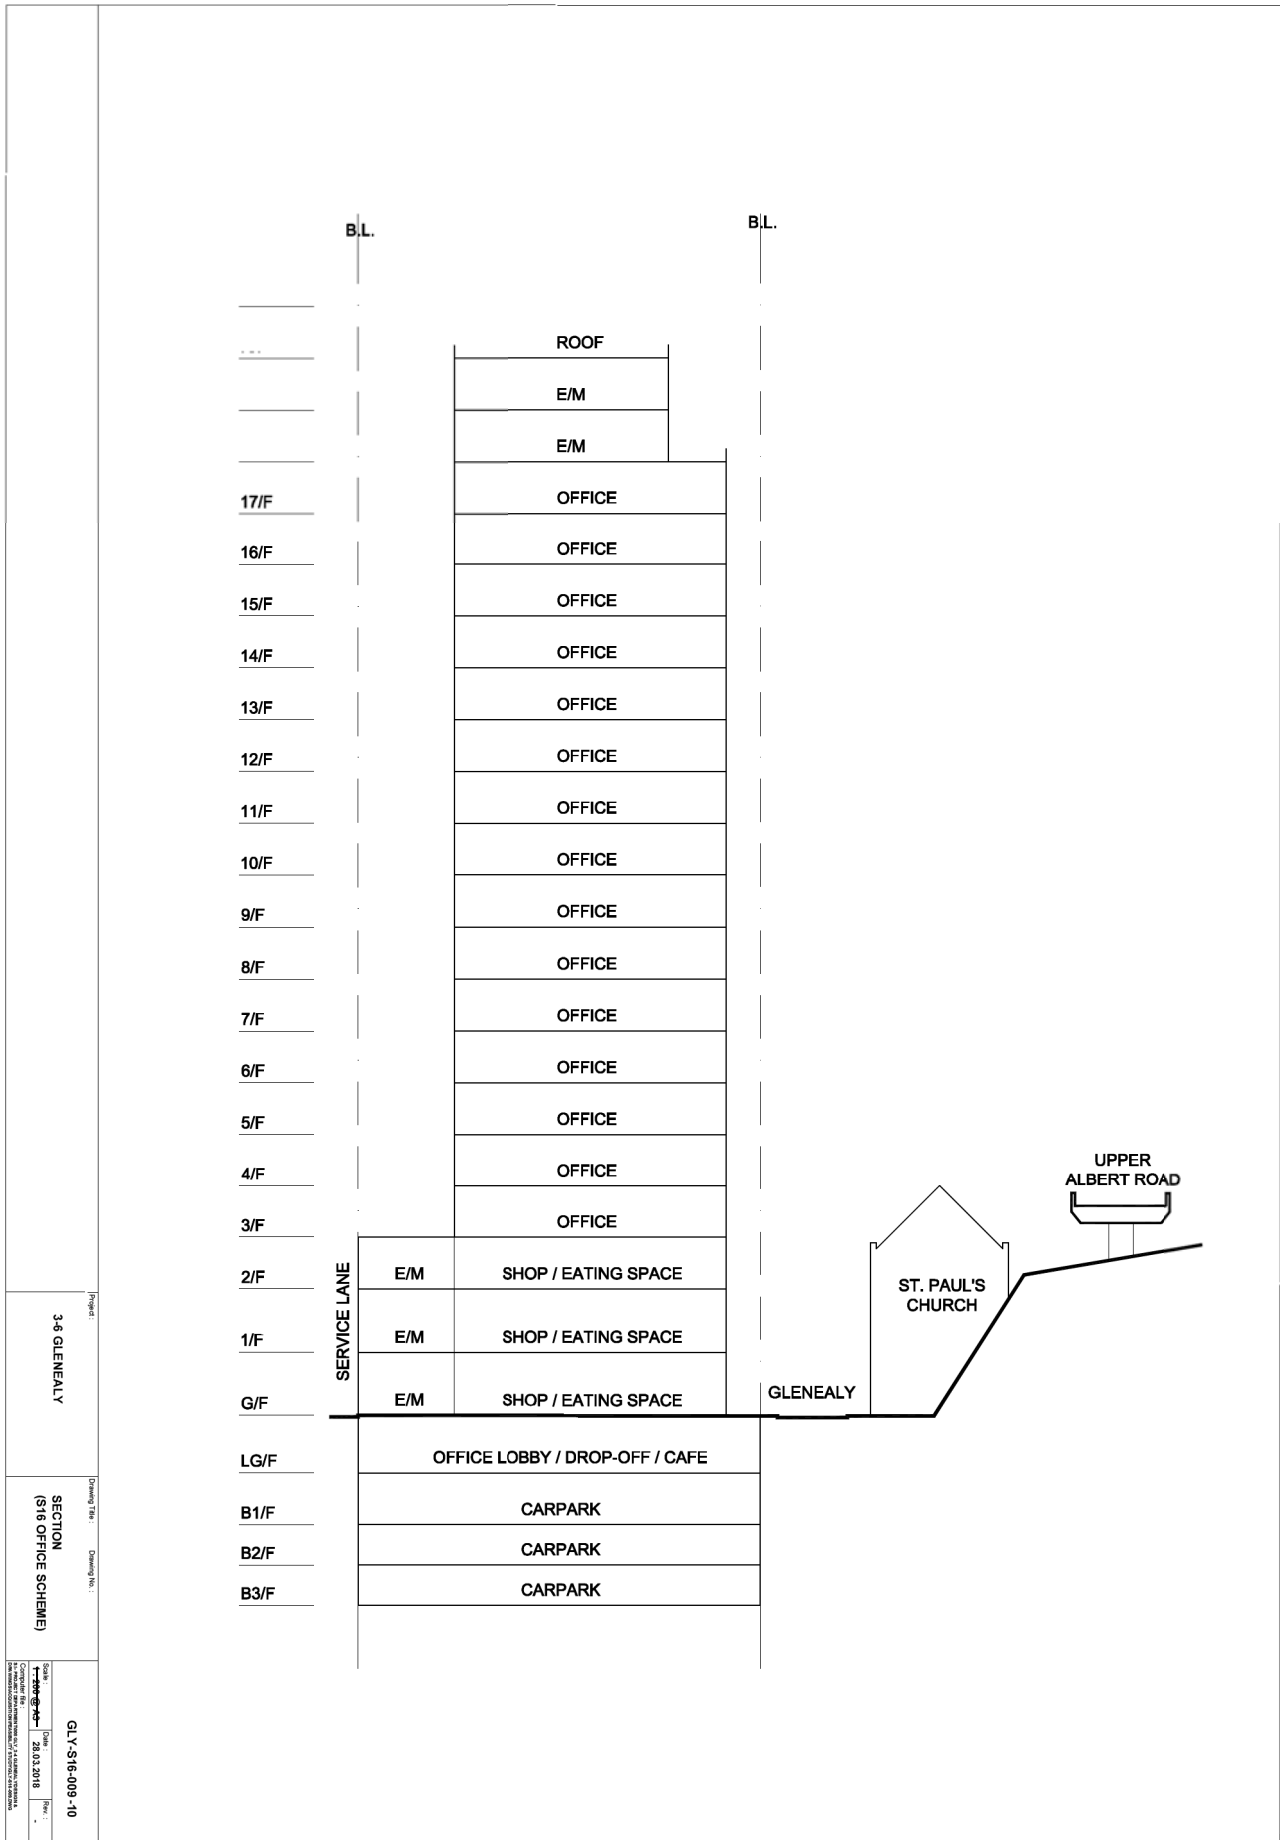 B.L.
B.L.
ROOF
E/M
E/M
17/F OFFICE
16/F OFFICE
15/F OFFICE
14/F OFFICE
13/F OFFICE
12/F OFFICE
11/F OFFICE
10/F OFFICE
9/F OFFICE
8/F OFFICE
7/F OFFICE
6/F OFFICE
5/F OFFICE
4/F OFFICE
3/F OFFICE
2/F E/M SHOP / EATING SPACE
1/F E/M SHOP / EATING SPACE
G/F E/M SHOP / EATING SPACE
LG/F OFFICE LOBBY / DROP-OFF / CAFE
B1/F CARPARK
B2/F CARPARK
B3/F CARPARK
SERVICE LANE
GLENEALY
ST. PAUL'S
CHURCH
UPPER
ALBERT ROAD
Project :
3-6 GLENEALY
Drawing Title :
Drawing No. :
SECTION
(S16 OFFICE SCHEME)
GLY-S16-009 -10
Scale :
1 : 200 @ A3
Date :
28.03.2018
Rev. :
-
Computer file :